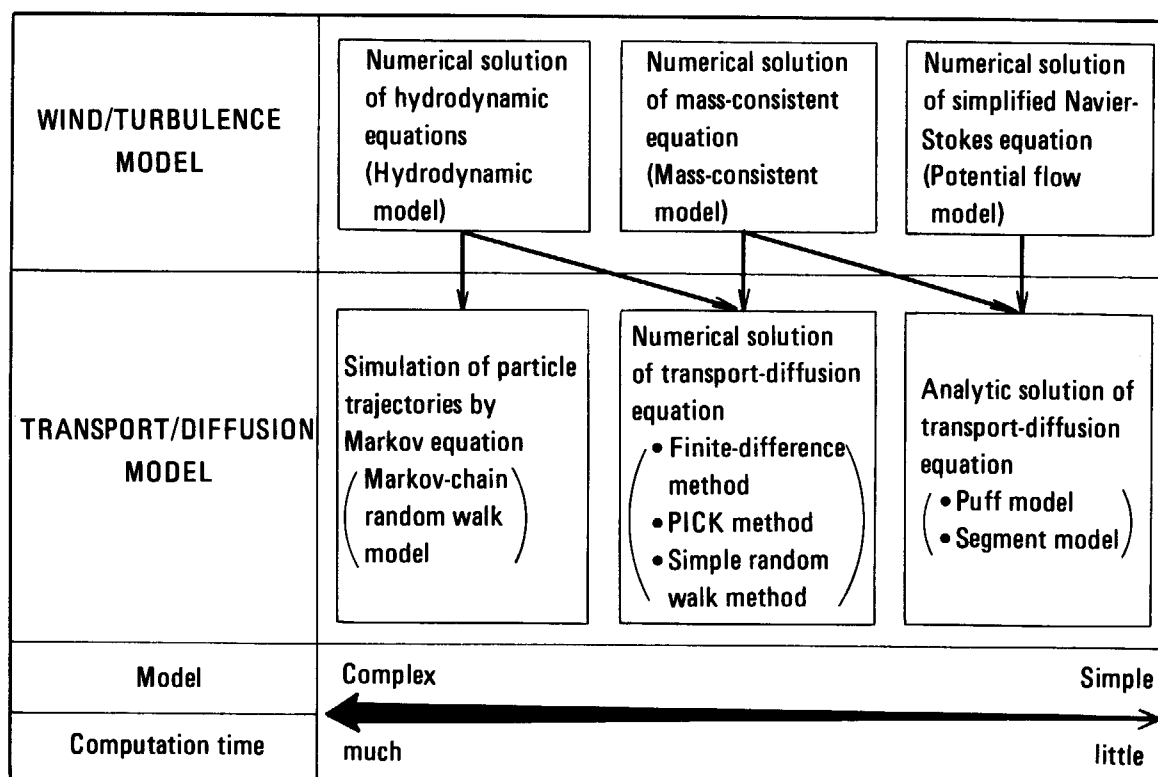 WIND/TURBULENCE
MODEL
Numerical solution
of hydrodynamic
equations
(Hydrodynamic
model)
Numerical solution
of mass-consistent
equation
(Mass-consistent
model)
Numerical solution
of simplified Navier-
Stokes equation
(Potential flow
model)
TRANSPORT/DIFFUSION
MODEL
Simulation of particle
trajectories by
Markov equation
(Markov-chain
random walk
model)
Numerical solution
of transport-diffusion
equation
(• Finite-difference
method
• PICK method
• Simple random
walk method)
Analytic solution of
transport-diffusion
equation
(• Puff model
• Segment model)
Model
Complex
Simple
Computation time
much
little